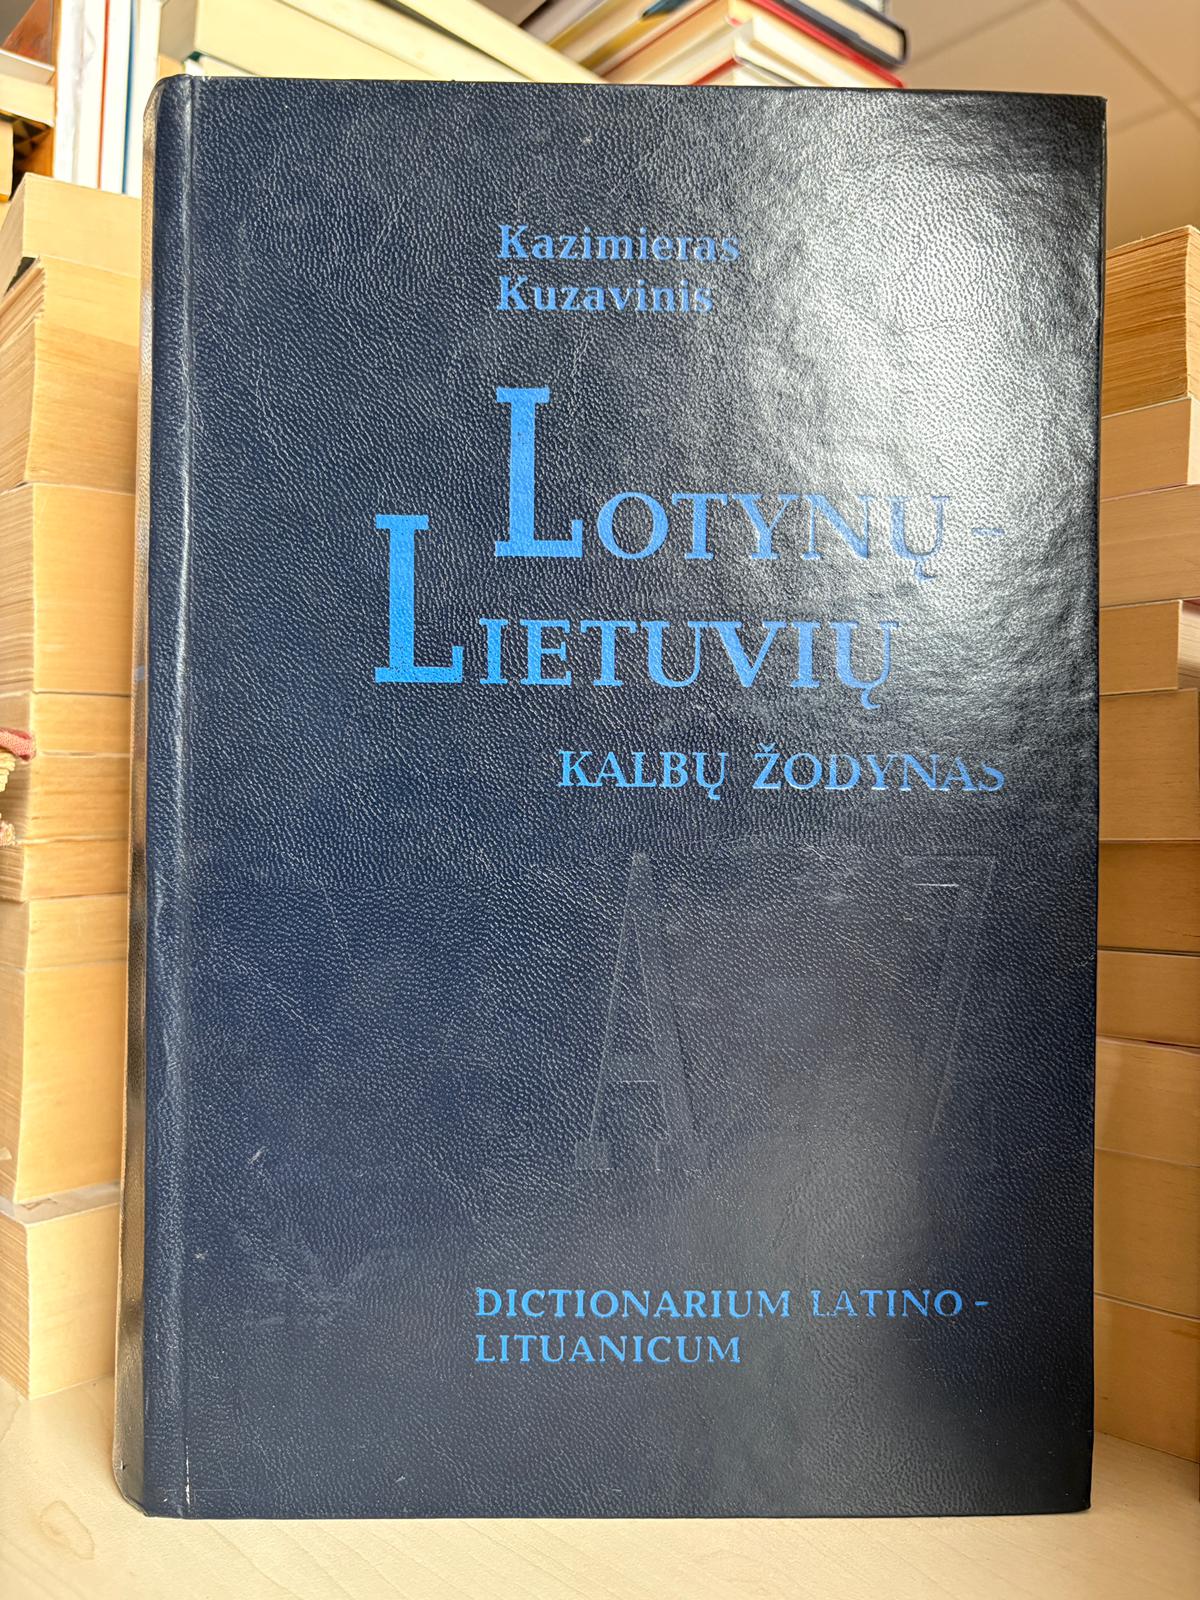 Kazimieras
Kuzavinis
LOTYNŲ-
LIETUVIŲ
KALBŲ ŽODYNAS
A Z
DICTIONARIUM LATINO-
LITUANICUM